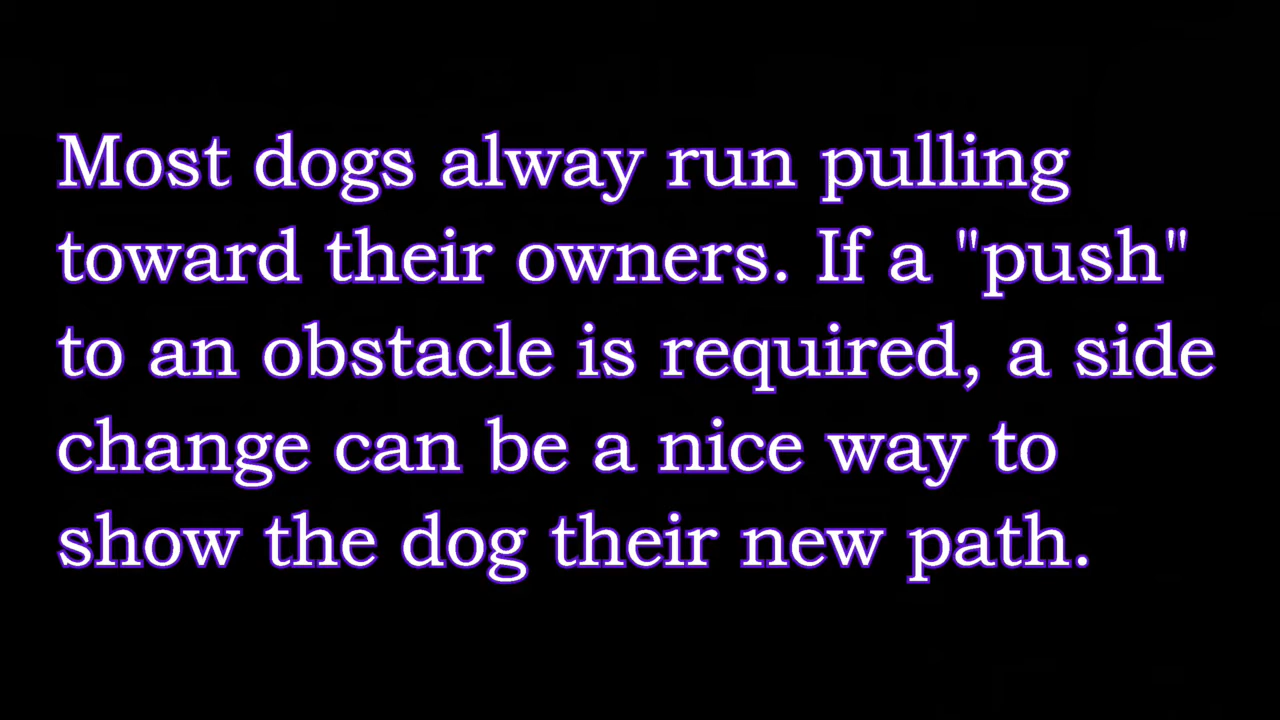 Most dogs alway run pulling
toward their owners. If a "push"
to an obstacle is required, a side
change can be a nice way to
show the dog their new path.